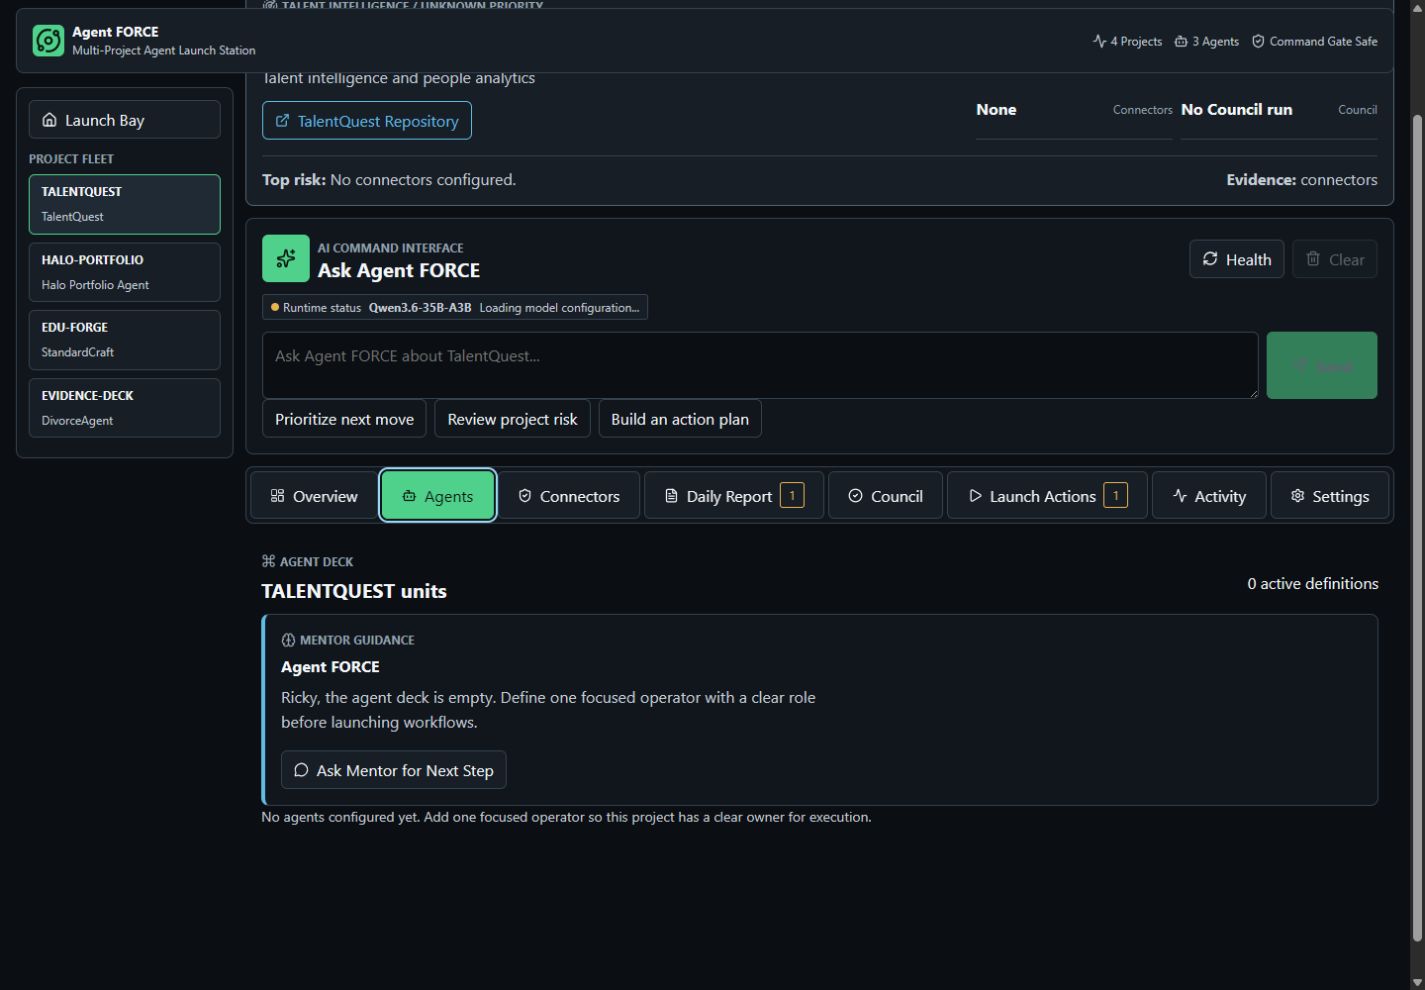 TALENT INTELLIGENCE / UNKNOWN PRIORITY
Agent FORCE
Multi-Project Agent Launch Station
4 Projects
3 Agents
Command Gate Safe
Launch Bay
PROJECT FLEET
TALENTQUEST
TalentQuest
HALO-PORTFOLIO
Halo Portfolio Agent
EDU-FORGE
StandardCraft
EVIDENCE-DECK
DivorceAgent
Talent intelligence and people analytics
TalentQuest Repository
None
Connectors
No Council run
Council
Top risk: No connectors configured.
Evidence: connectors
AI COMMAND INTERFACE
Ask Agent FORCE
Health
Clear
Runtime status Qwen3.6-35B-A3B Loading model configuration...
Ask Agent FORCE about TalentQuest...
Send
Prioritize next move
Review project risk
Build an action plan
Overview
Agents
Connectors
Daily Report 1
Council
Launch Actions 1
Activity
Settings
AGENT DECK
TALENTQUEST units
0 active definitions
MENTOR GUIDANCE
Agent FORCE
Ricky, the agent deck is empty. Define one focused operator with a clear role
before launching workflows.
Ask Mentor for Next Step
No agents configured yet. Add one focused operator so this project has a clear owner for execution.